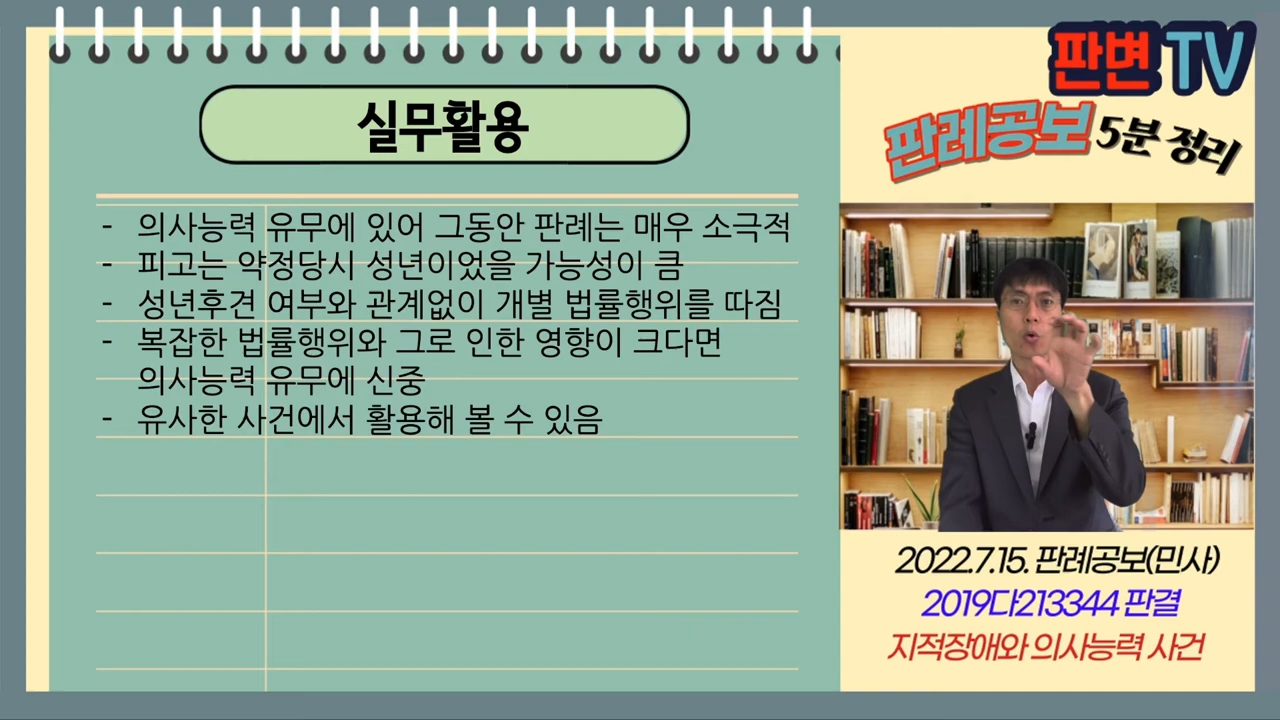 실무활용
- 의사능력 유무에 있어 그동안 판례는 매우 소극적
- 피고는 약정당시 성년이었을 가능성이 큼
- 성년후견 여부와 관계없이 개별 법률행위를 따짐
- 복잡한 법률행위와 그로 인한 영향이 크다면
의사능력 유무에 신중
- 유사한 사건에서 활용해 볼 수 있음
판변 TV
판례공보 5분 정리
2022.7.15. 판례공보(민사)
2019다213344 판결
지적장애와 의사능력 사건